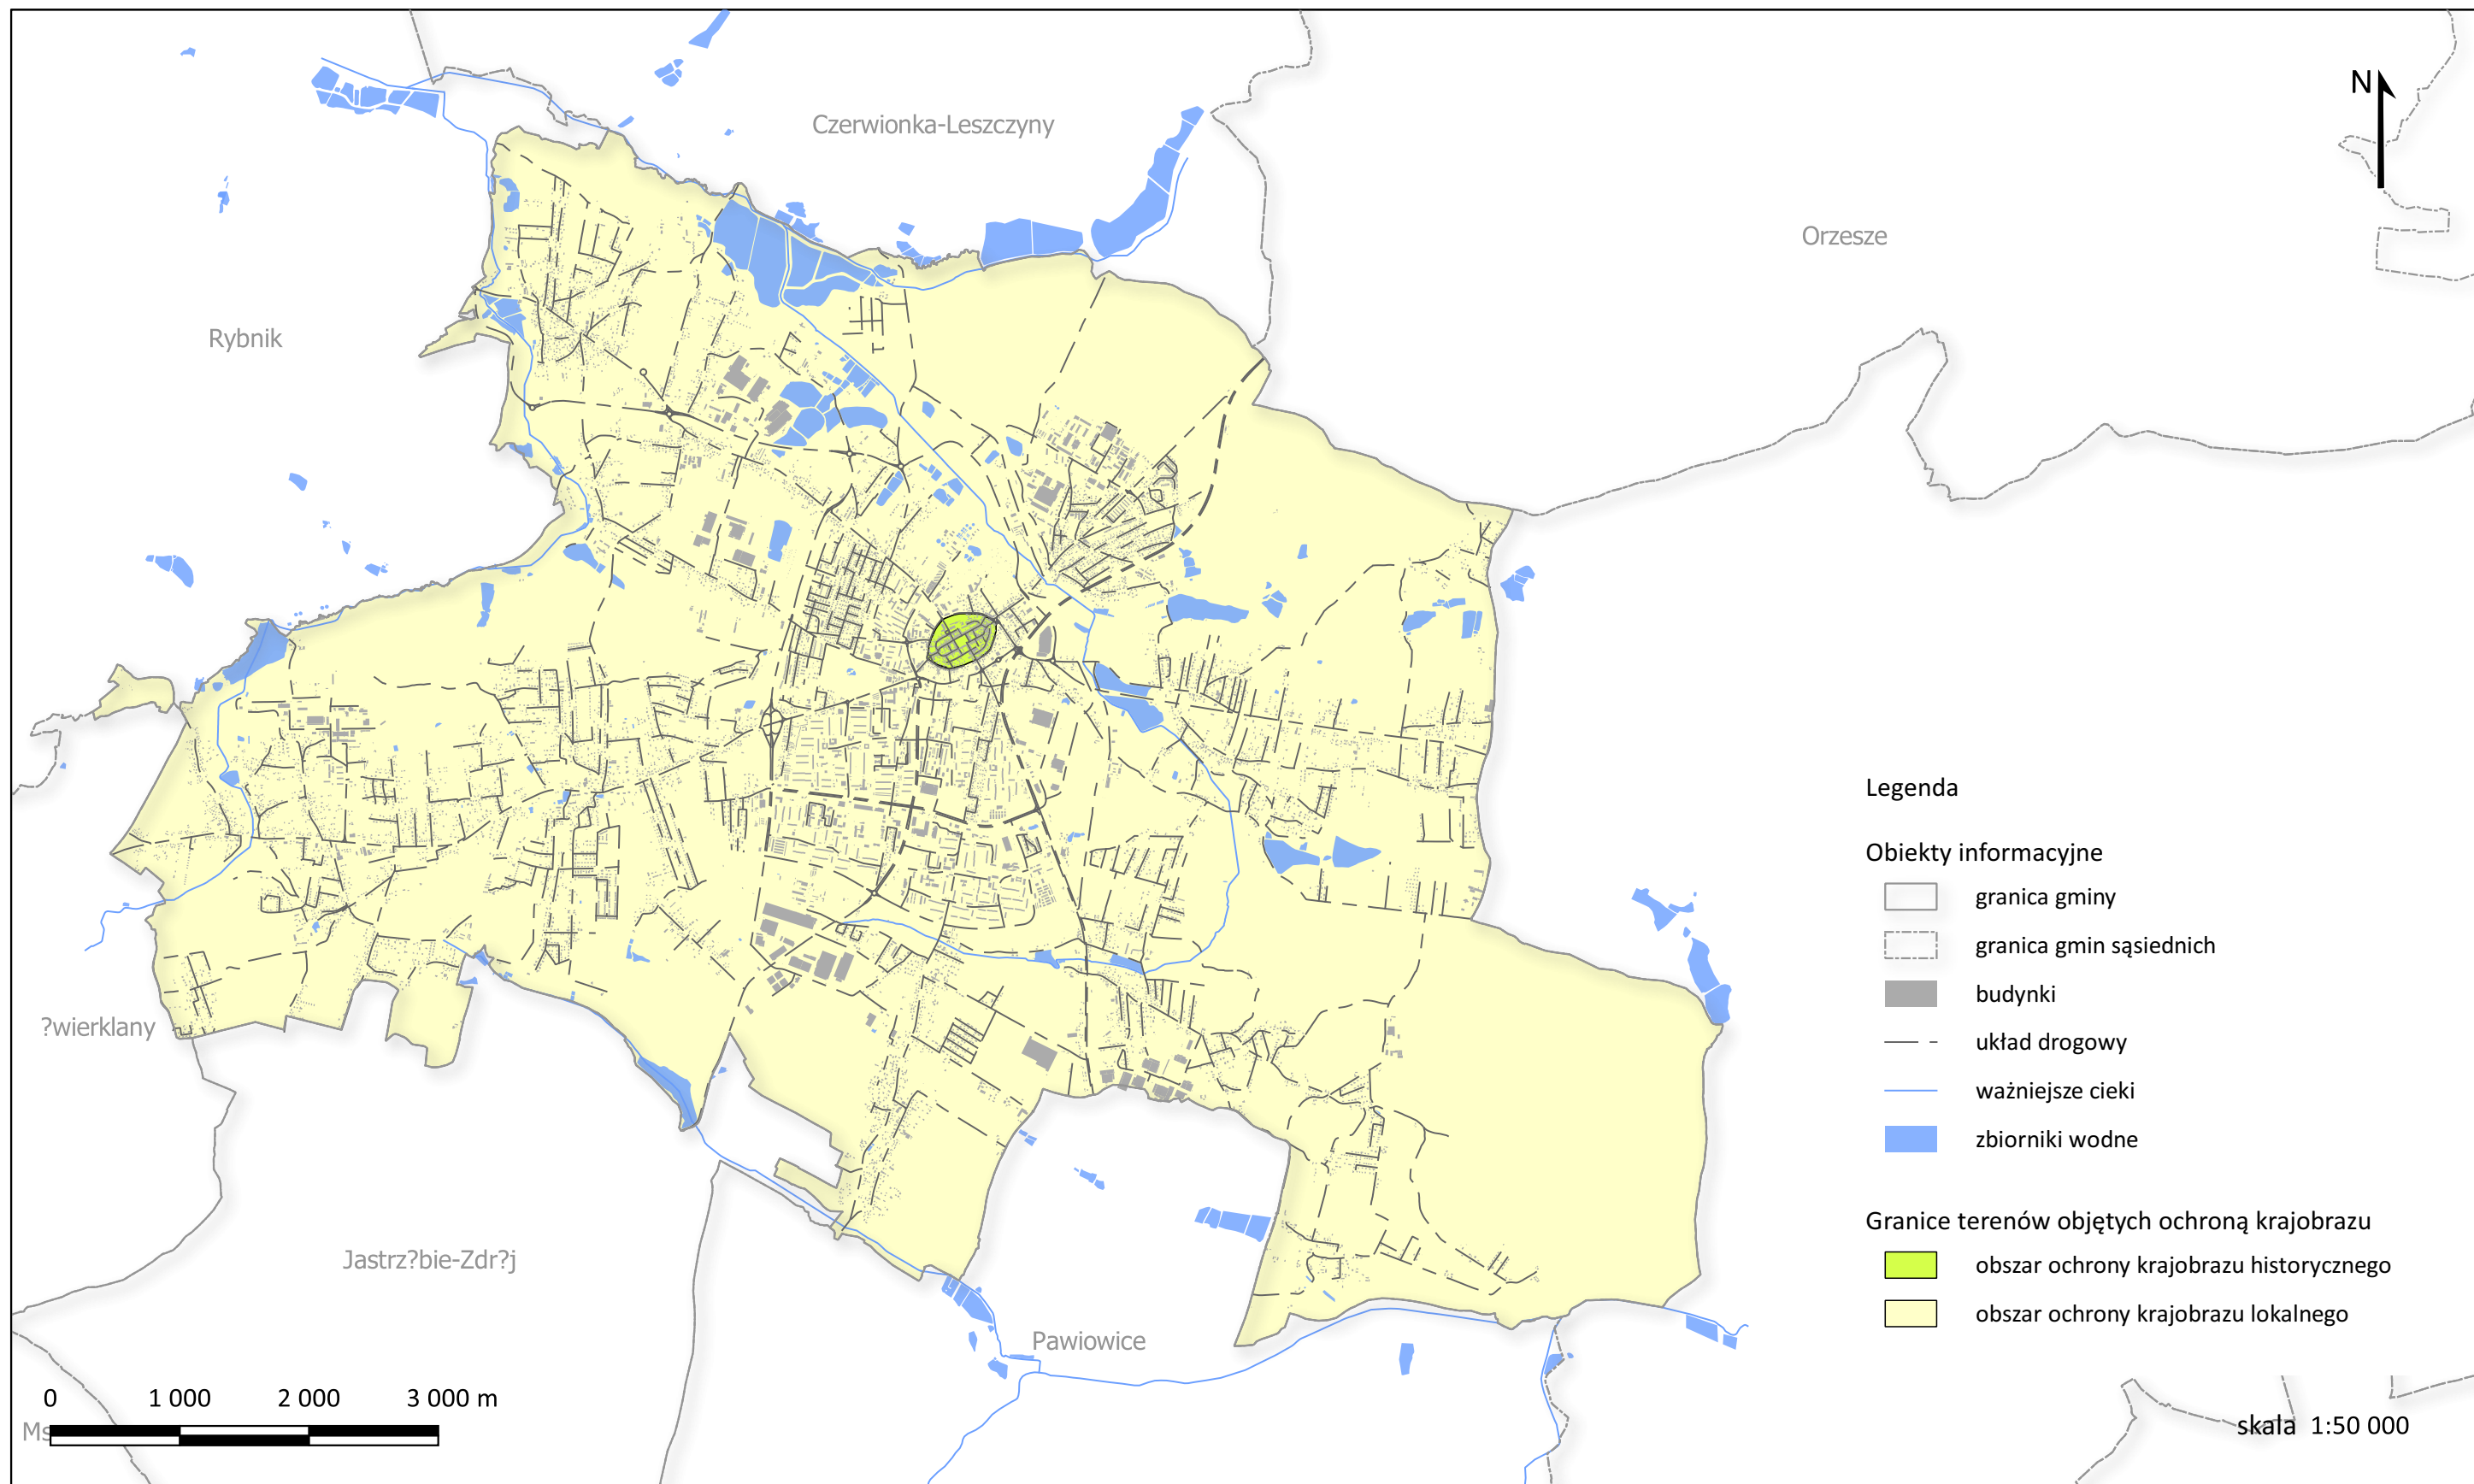 Czerwionka-Leszczyny
N
Orzesze
Rybnik
Legenda
Obiekty informacyjne
granica gminy
granica gmin sąsiednich
budynki
układ drogowy
ważniejsze cieki
zbiorniki wodne
Granice terenów objętych ochroną krajobrazu
obszar ochrony krajobrazu historycznego
obszar ochrony krajobrazu lokalnego
?wierklany
Jastrz?bie-Zdr?j
Pawiowice
0 1 000 2 000 3 000 m
Ms
skala 1:50 000